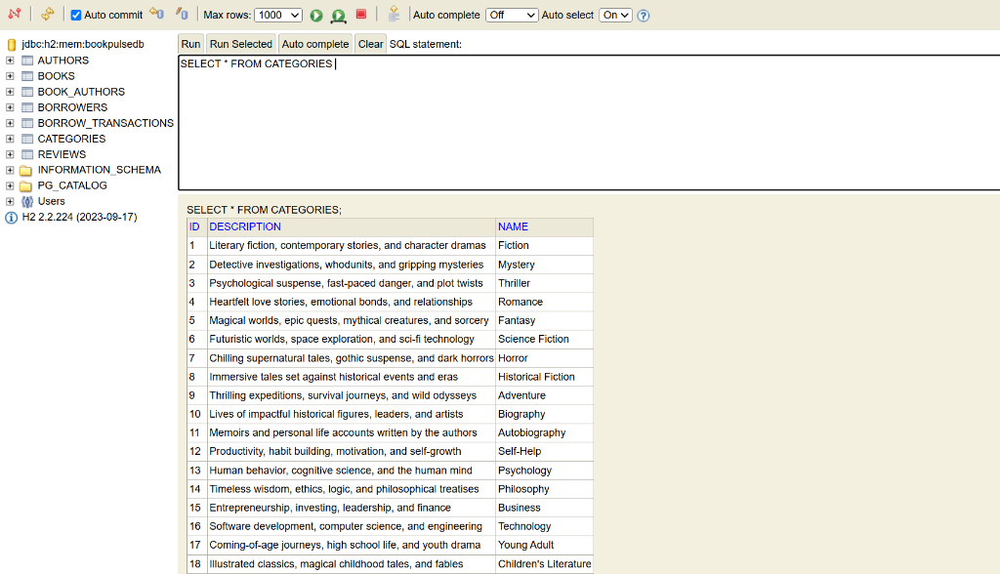 Auto commit Max rows: 1000 Auto complete Off Auto select On ?
jdbc:h2:mem:bookpulsedb
AUTHORS
BOOKS
BOOK_AUTHORS
BORROWERS
BORROW_TRANSACTIONS
CATEGORIES
REVIEWS
INFORMATION_SCHEMA
PG_CATALOG
Users
H2 2.2.224 (2023-09-17)
Run Run Selected Auto complete Clear SQL statement:
SELECT * FROM CATEGORIES
SELECT * FROM CATEGORIES;
ID DESCRIPTION NAME
1 Literary fiction, contemporary stories, and character dramas Fiction
2 Detective investigations, whodunits, and gripping mysteries Mystery
3 Psychological suspense, fast-paced danger, and plot twists Thriller
4 Heartfelt love stories, emotional bonds, and relationships Romance
5 Magical worlds, epic quests, mythical creatures, and sorcery Fantasy
6 Futuristic worlds, space exploration, and sci-fi technology Science Fiction
7 Chilling supernatural tales, gothic suspense, and dark horrors Horror
8 Immersive tales set against historical events and eras Historical Fiction
9 Thrilling expeditions, survival journeys, and wild odysseys Adventure
10 Lives of impactful historical figures, leaders, and artists Biography
11 Memoirs and personal life accounts written by the authors Autobiography
12 Productivity, habit building, motivation, and self-growth Self-Help
13 Human behavior, cognitive science, and the human mind Psychology
14 Timeless wisdom, ethics, logic, and philosophical treatises Philosophy
15 Entrepreneurship, investing, leadership, and finance Business
16 Software development, computer science, and engineering Technology
17 Coming-of-age journeys, high school life, and youth drama Young Adult
18 Illustrated classics, magical childhood tales, and fables Children's Literature